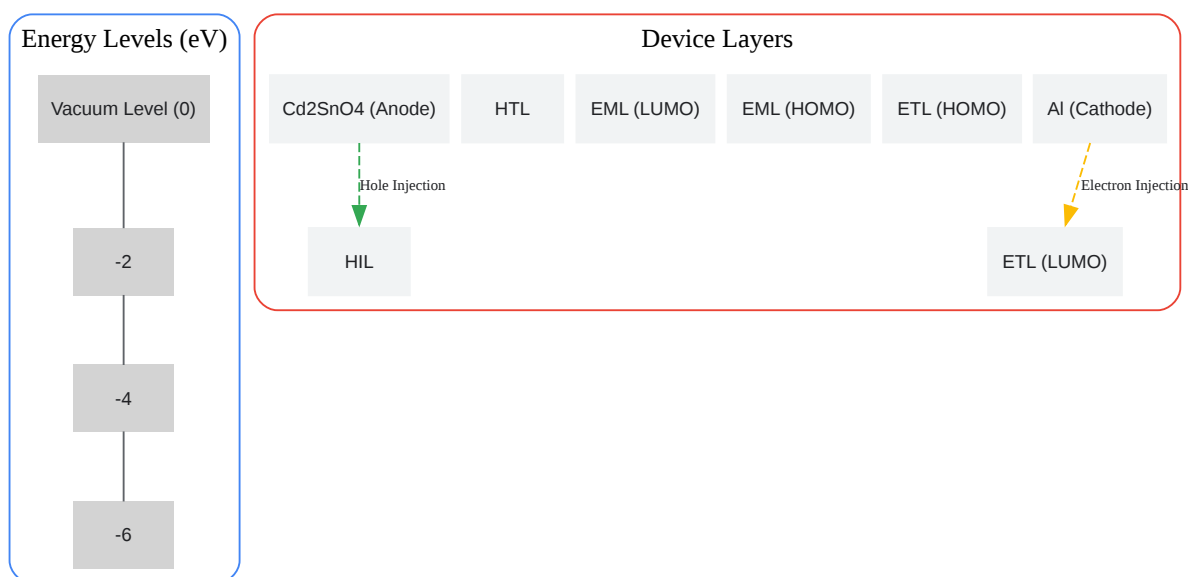 Energy Levels (eV)
Vacuum Level (0)
-2
-4
-6
Device Layers
Cd2SnO4 (Anode)
HTL
EML (LUMO)
EML (HOMO)
ETL (HOMO)
Al (Cathode)
Hole Injection
Electron Injection
HIL
ETL (LUMO)